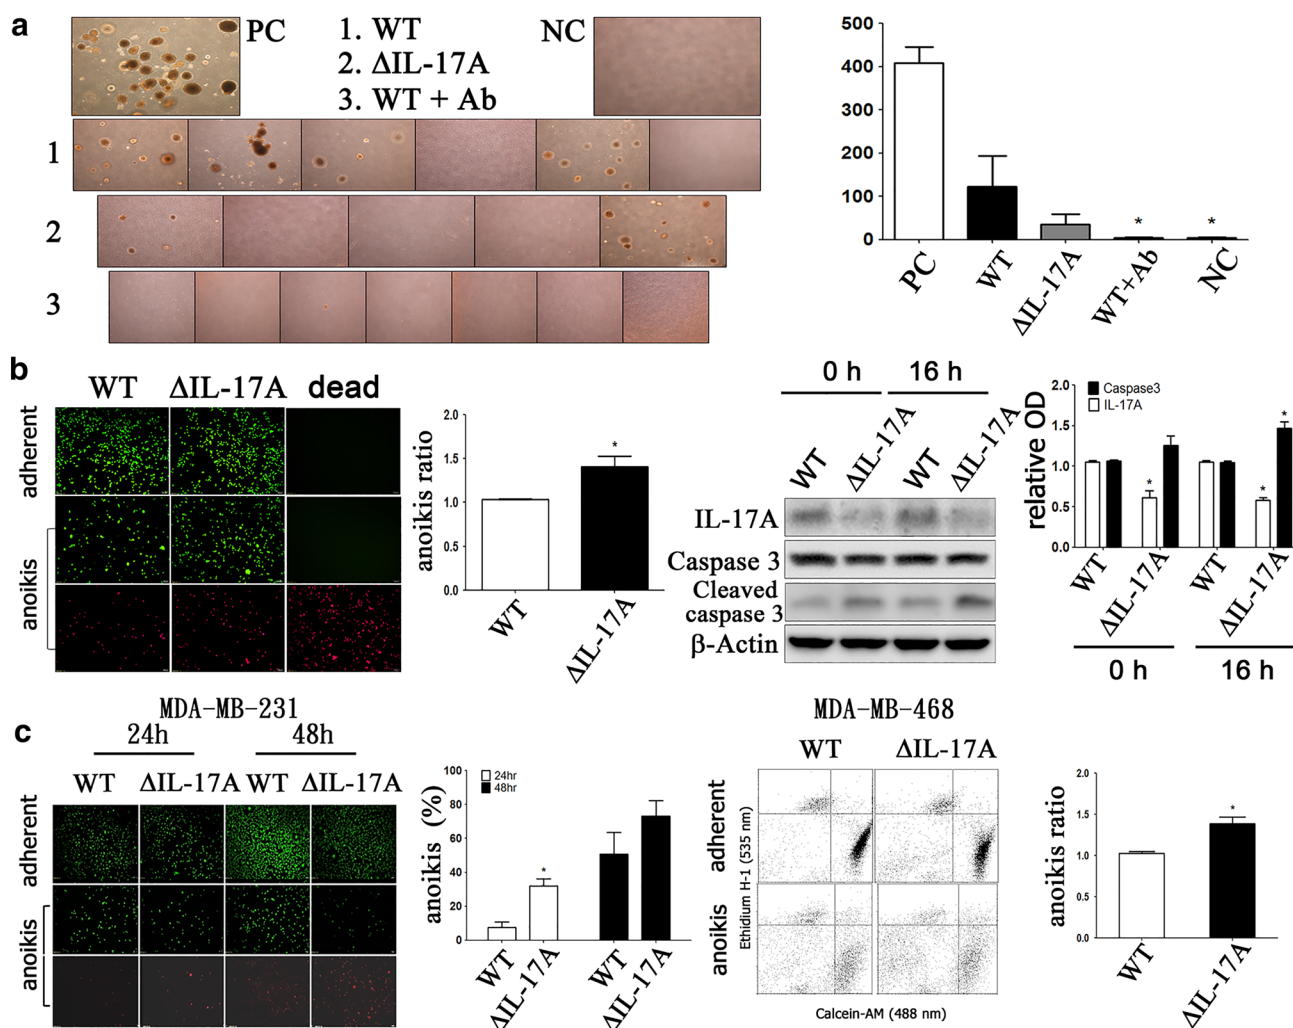 a
PC
1. WT
2. ΔIL-17A
3. WT + Ab
NC
1
2
3
500
400
300
200
100
0
* *
PC WT ΔIL-17A WT+Ab NC
b
WT ΔIL-17A dead
adherent
anoikis
anoikis ratio
2.0
1.5
1.0
0.5
0.0
*
WT ΔIL-17A
0 h 16 h
WT ΔIL-17A WT ΔIL-17A
IL-17A
Caspase 3
Cleaved
caspase 3
β-Actin
relative OD
2.0
1.5
1.0
0.5
0.0
Caspase3
IL-17A
* * *
WT ΔIL-17A WT ΔIL-17A
0 h 16 h
c
MDA-MB-231
24h 48h
WT ΔIL-17A WT ΔIL-17A
adherent
anoikis
anoikis (%)
100
80
60
40
20
0
24hr
48hr
*
WT ΔIL-17A WT ΔIL-17A
MDA-MB-468
WT ΔIL-17A
adherent
anoikis
Ethidium H-1 (535 nm)
Calcein-AM (488 nm)
anoikis ratio
2.0
1.5
1.0
0.5
0.0
*
WT ΔIL-17A